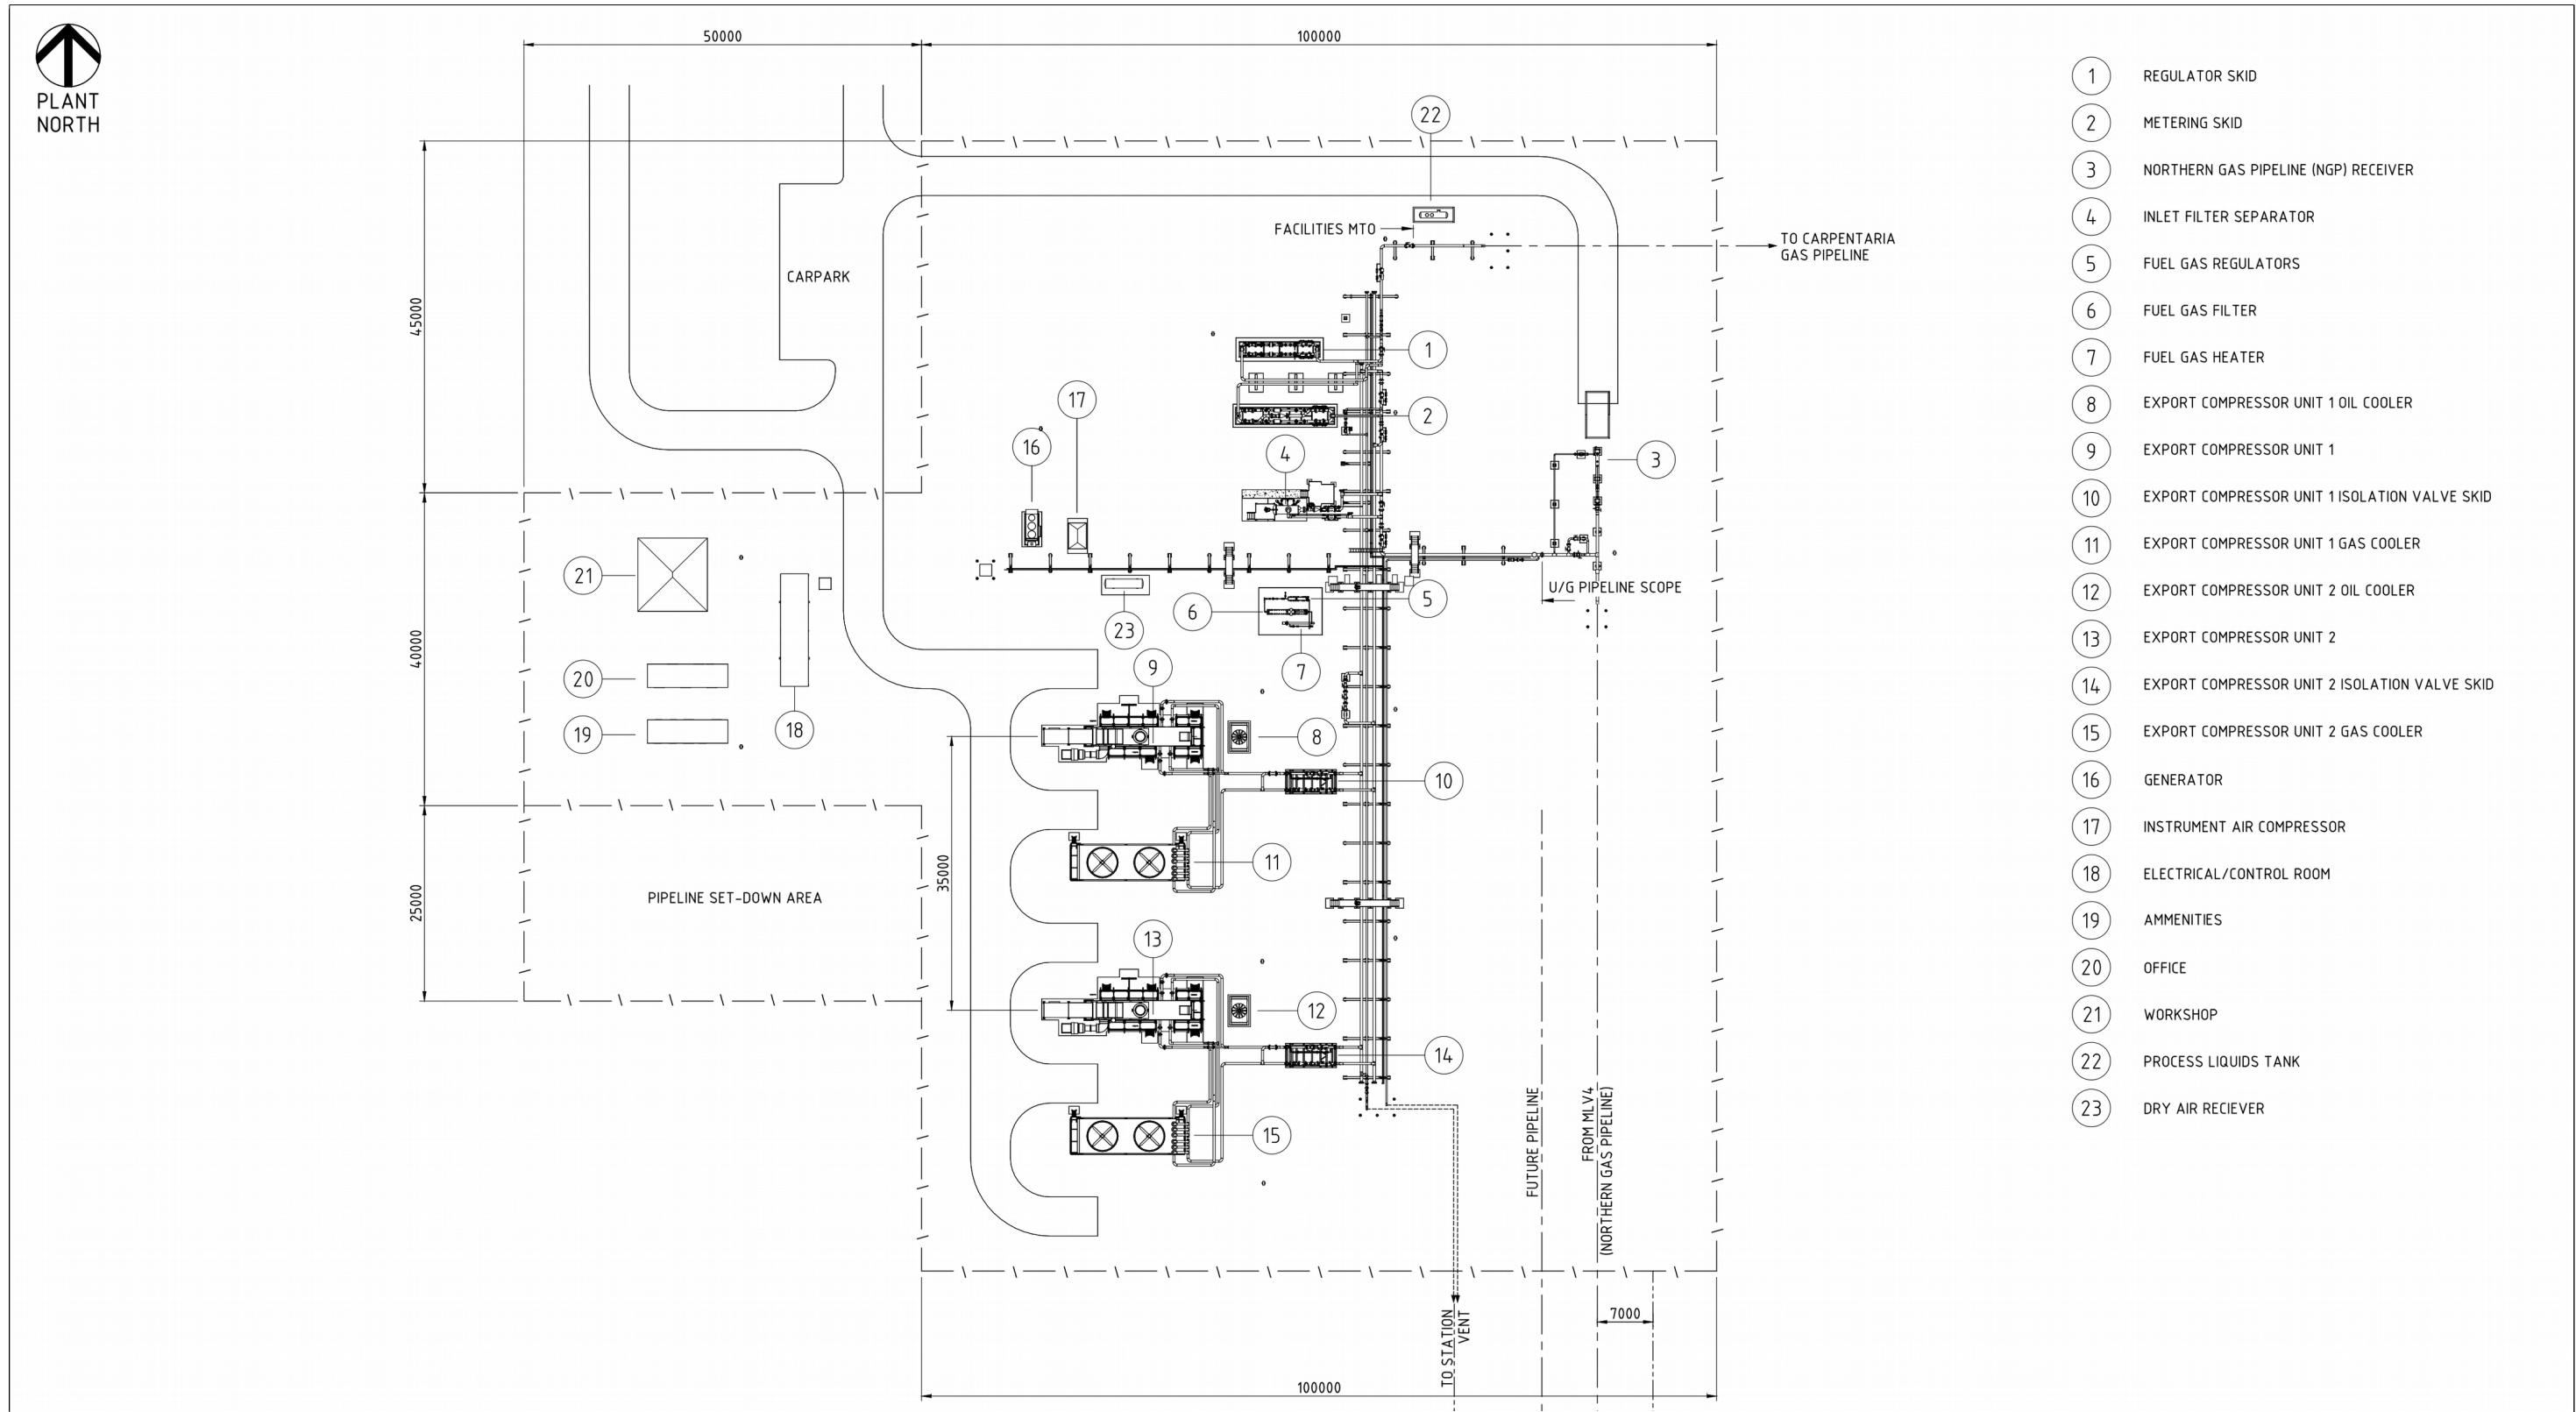 PLANT
NORTH
50000
100000
22
FACILITIES MTO
TO CARPENTARIA
GAS PIPELINE
CARPARK
45000
1
17
2
16
4
3
21
U/G PIPELINE SCOPE
5
6
23
40000
9
7
20
18
19
8
10
35000
11
25000
PIPELINE SET-DOWN AREA
13
12
14
15
FUTURE PIPELINE
FROM MLV4
(NORTHERN GAS PIPELINE)
TO STATION
VENT
7000
100000
1 REGULATOR SKID
2 METERING SKID
3 NORTHERN GAS PIPELINE (NGP) RECEIVER
4 INLET FILTER SEPARATOR
5 FUEL GAS REGULATORS
6 FUEL GAS FILTER
7 FUEL GAS HEATER
8 EXPORT COMPRESSOR UNIT 1 OIL COOLER
9 EXPORT COMPRESSOR UNIT 1
10 EXPORT COMPRESSOR UNIT 1 ISOLATION VALVE SKID
11 EXPORT COMPRESSOR UNIT 1 GAS COOLER
12 EXPORT COMPRESSOR UNIT 2 OIL COOLER
13 EXPORT COMPRESSOR UNIT 2
14 EXPORT COMPRESSOR UNIT 2 ISOLATION VALVE SKID
15 EXPORT COMPRESSOR UNIT 2 GAS COOLER
16 GENERATOR
17 INSTRUMENT AIR COMPRESSOR
18 ELECTRICAL/CONTROL ROOM
19 AMMENITIES
20 OFFICE
21 WORKSHOP
22 PROCESS LIQUIDS TANK
23 DRY AIR RECIEVER